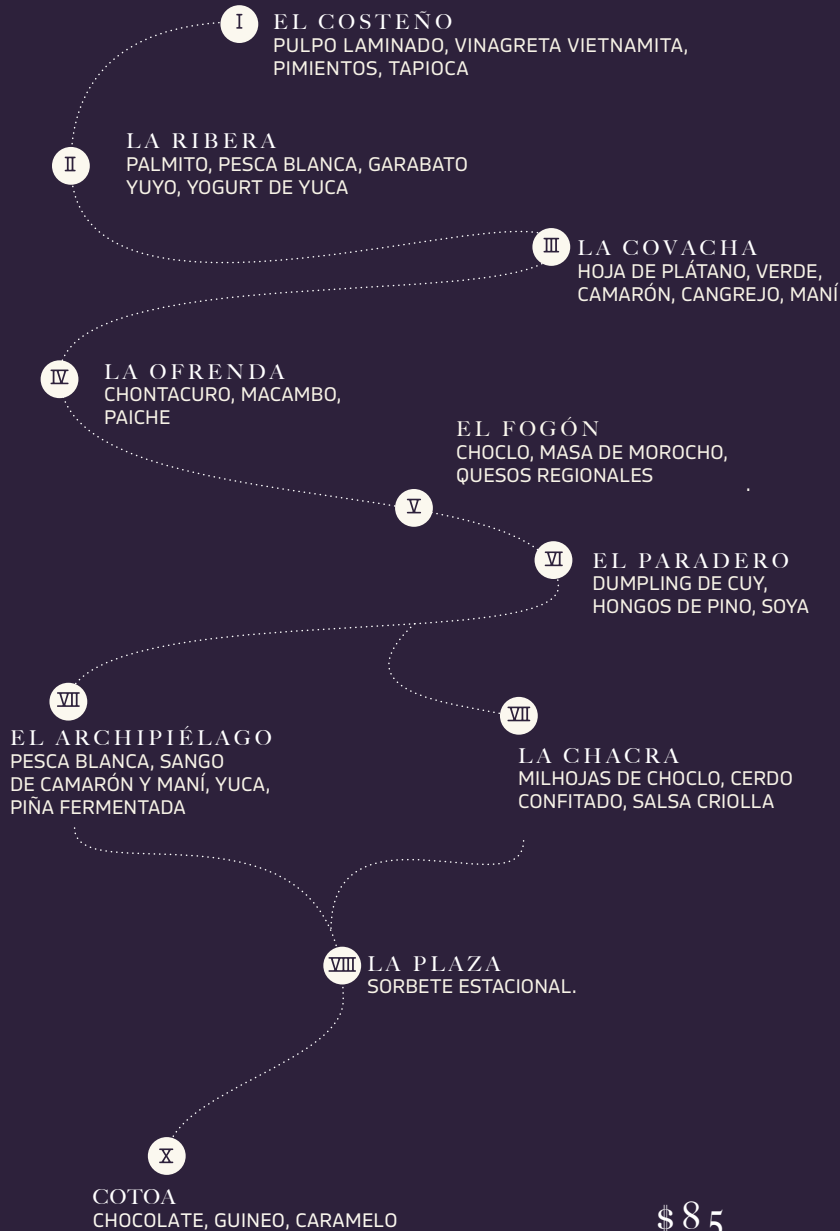 I
EL COSTEÑO
PULPO LAMINADO, VINAGRETA VIETNAMITA,
PIMIENTOS, TAPIOCA
II
LA RIBERA
PALMITO, PESCA BLANCA, GARABATO
YUYO, YOGURT DE YUCA
III
LA COVACHA
HOJA DE PLÁTANO, VERDE,
CAMARÓN, CANGREJO, MANÍ
IV
LA OFRENDA
CHONTACURO, MACAMBO,
PAICHE
V
EL FOGÓN
CHOCLO, MASA DE MOROCHO,
QUESOS REGIONALES
.
VI
EL PARADERO
DUMPLING DE CUY,
HONGOS DE PINO, SOYA
VII
EL ARCHIPIÉLAGO
PESCA BLANCA, SANGO
DE CAMARÓN Y MANÍ, YUCA,
PIÑA FERMENTADA
VII
LA CHACRA
MILHOJAS DE CHOCLO, CERDO
CONFITADO, SALSA CRIOLLA
VIII
LA PLAZA
SORBETE ESTACIONAL.
X
COTOA
CHOCOLATE, GUINEO, CARAMELO
$85